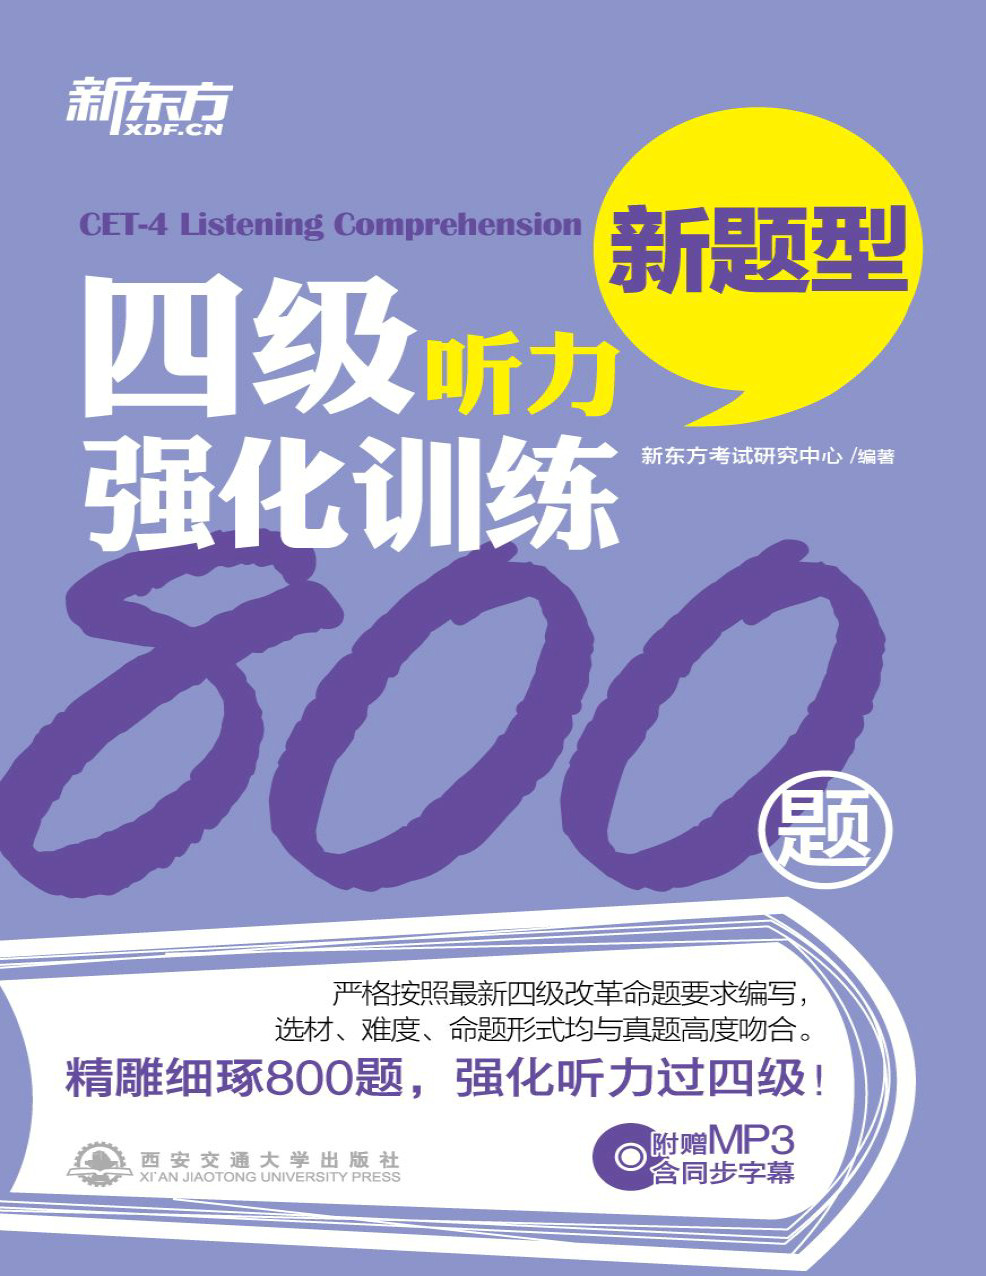 新东方
XDF.CN
CET-4 Listening Comprehension
新题型
四级听力
强化训练
新东方考试研究中心 /编著
800
题
严格按照最新四级改革命题要求编写，
选材、难度、命题形式均与真题高度吻合。
精雕细琢800题，强化听力过四级！
西安交通大学出版社
XI'AN JIAOTONG UNIVERSITY PRESS
附赠MP3
含同步字幕